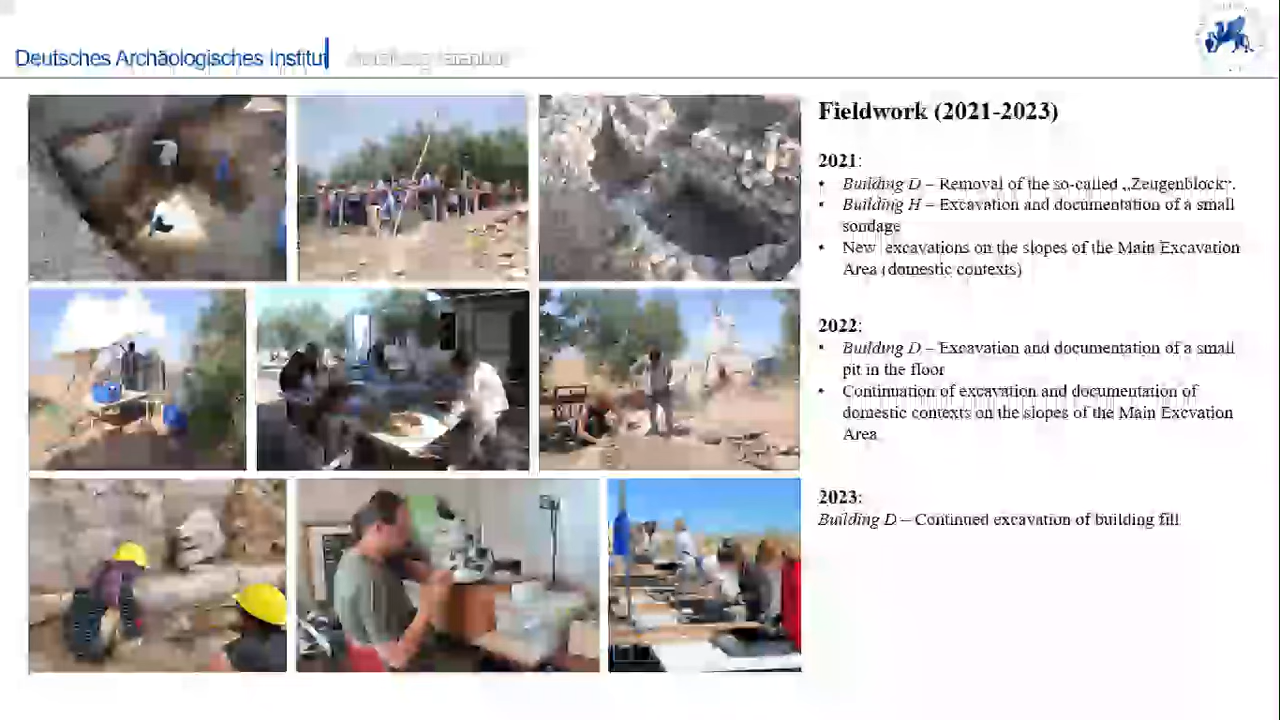 Deutsches Archäologisches Institut
Fieldwork (2021-2023)
2021:
• Building D – Removal of the so-called „Zeugenblock“.
• Building H – Excavation and documentation of a small
sondage
• New excavations on the slopes of the Main Excavation
Area (domestic contexts)
2022:
• Building D – Excavation and documentation of a small
pit in the floor
• Continuation of excavation and documentation of
domestic contexts on the slopes of the Main Excvation
Area
2023:
Building D – Continued excavation of building fill